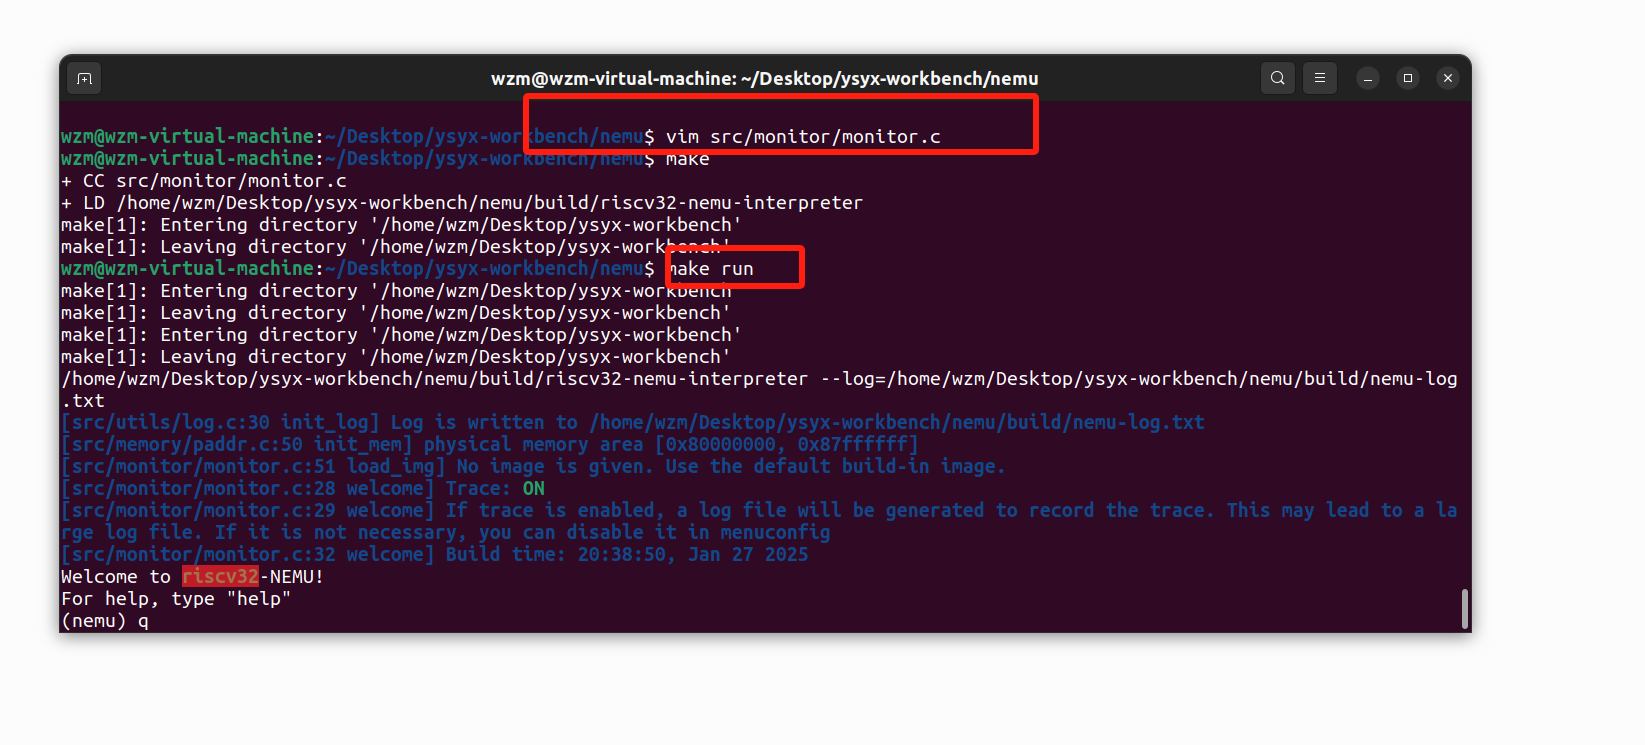 wzm@wzm-virtual-machine: ~/Desktop/ysyx-workbench/nemu
wzm@wzm-virtual-machine:~/Desktop/ysyx-workbench/nemu$ vim src/monitor/monitor.c
wzm@wzm-virtual-machine:~/Desktop/ysyx-workbench/nemu$ make
+ CC src/monitor/monitor.c
+ LD /home/wzm/Desktop/ysyx-workbench/nemu/build/riscv32-nemu-interpreter
make[1]: Entering directory '/home/wzm/Desktop/ysyx-workbench'
make[1]: Leaving directory '/home/wzm/Desktop/ysyx-workbench'
wzm@wzm-virtual-machine:~/Desktop/ysyx-workbench/nemu$ make run
make[1]: Entering directory '/home/wzm/Desktop/ysyx-workbench'
make[1]: Leaving directory '/home/wzm/Desktop/ysyx-workbench'
make[1]: Entering directory '/home/wzm/Desktop/ysyx-workbench'
make[1]: Leaving directory '/home/wzm/Desktop/ysyx-workbench'
/home/wzm/Desktop/ysyx-workbench/nemu/build/riscv32-nemu-interpreter --log=/home/wzm/Desktop/ysyx-workbench/nemu/build/nemu-log
.txt
[src/utils/log.c:30 init_log] Log is written to /home/wzm/Desktop/ysyx-workbench/nemu/build/nemu-log.txt
[src/memory/paddr.c:50 init_mem] physical memory area [0x80000000, 0x87ffffff]
[src/monitor/monitor.c:51 load_img] No image is given. Use the default build-in image.
[src/monitor/monitor.c:28 welcome] Trace: ON
[src/monitor/monitor.c:29 welcome] If trace is enabled, a log file will be generated to record the trace. This may lead to a la
rge log file. If it is not necessary, you can disable it in menuconfig
[src/monitor/monitor.c:32 welcome] Build time: 20:38:50, Jan 27 2025
Welcome to riscv32-NEMU!
For help, type "help"
(nemu) q